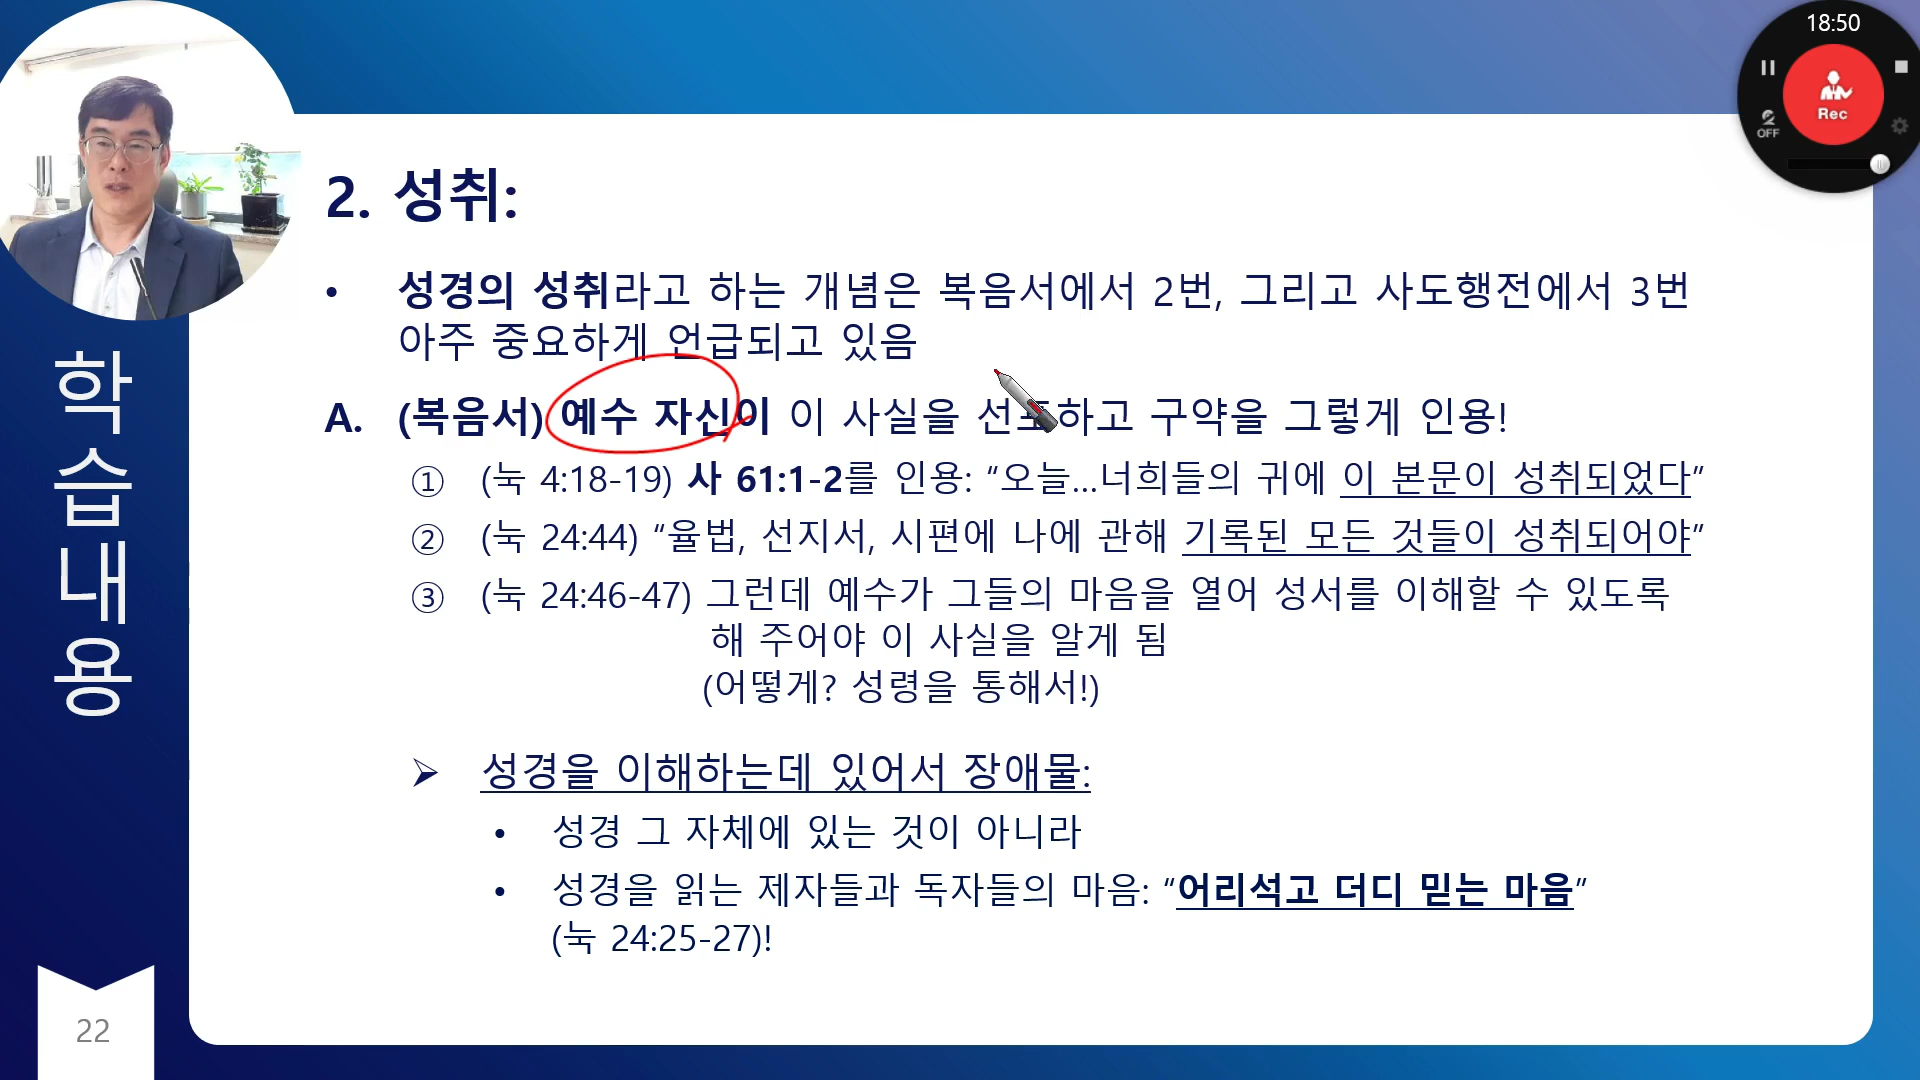 18:50
Rec
OFF
2. 성취:
• 성경의 성취라고 하는 개념은 복음서에서 2번, 그리고 사도행전에서 3번
아주 중요하게 언급되고 있음
A. (복음서) 예수 자신이 이 사실을 선포하고 구약을 그렇게 인용!
① (눅 4:18-19) 사 61:1-2를 인용: “오늘...너희들의 귀에 이 본문이 성취되었다”
② (눅 24:44) “율법, 선지서, 시편에 나에 관해 기록된 모든 것들이 성취되어야”
③ (눅 24:46-47) 그런데 예수가 그들의 마음을 열어 성서를 이해할 수 있도록
해 주어야 이 사실을 알게 됨
(어떻게? 성령을 통해서!)
➢ 성경을 이해하는데 있어서 장애물:
• 성경 그 자체에 있는 것이 아니라
• 성경을 읽는 제자들과 독자들의 마음: “어리석고 더디 믿는 마음”
(눅 24:25-27)!
학
습
내
용
22